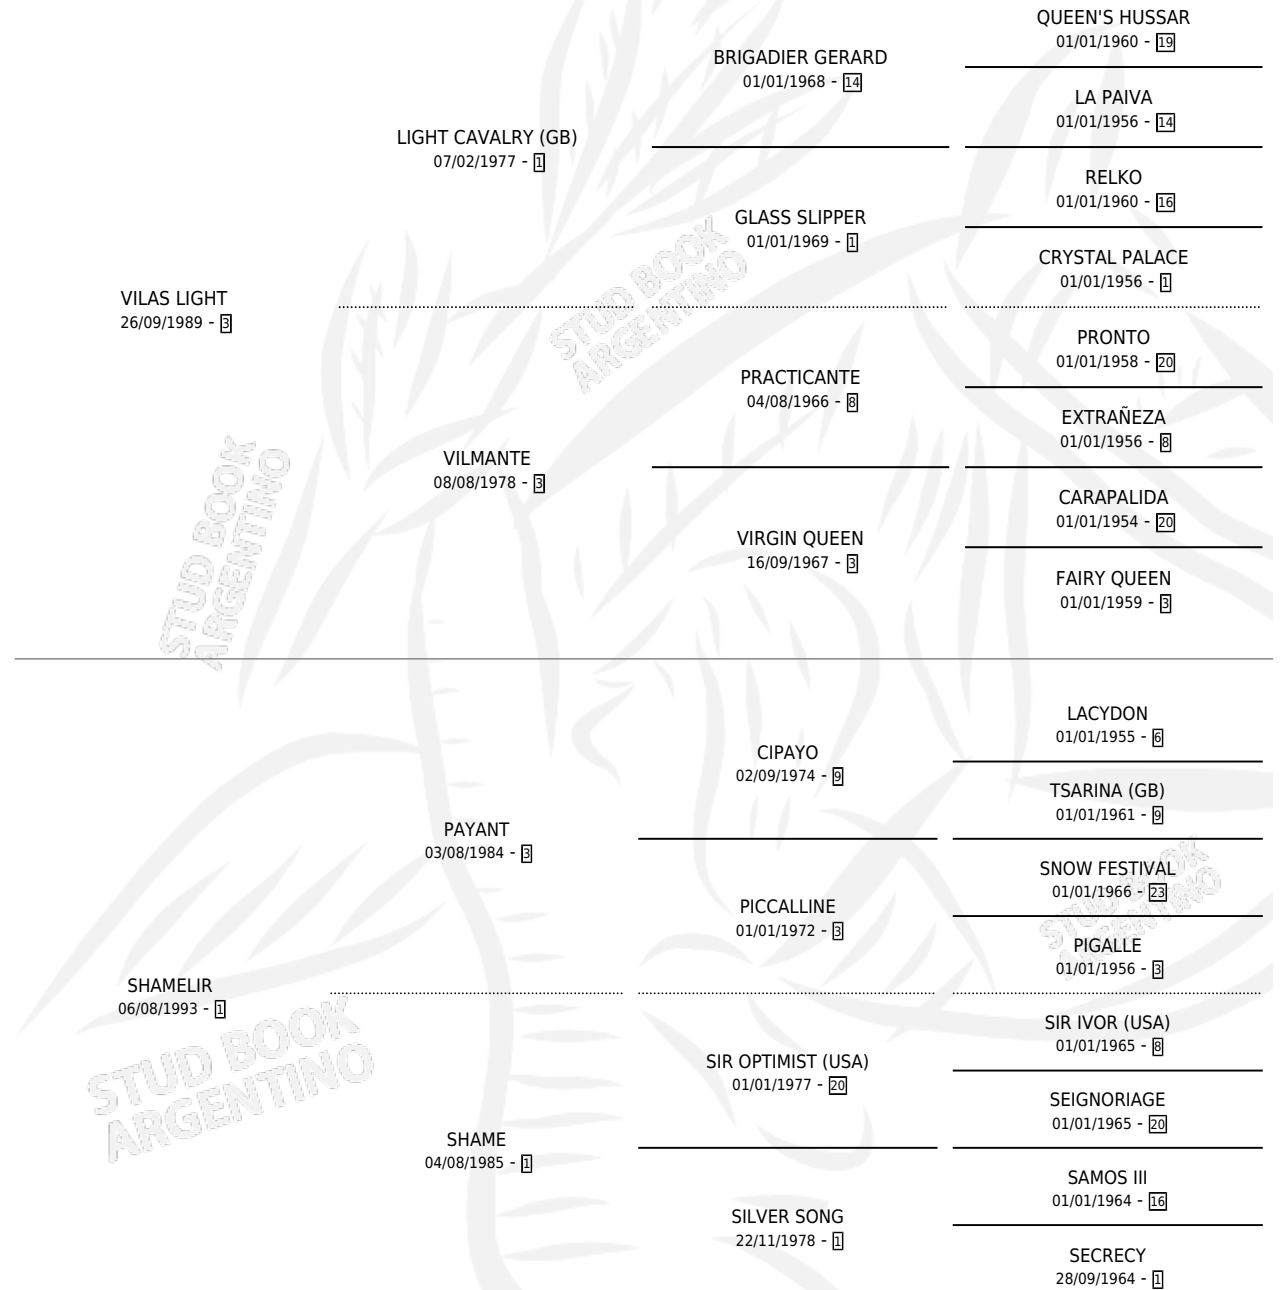 QUEEN'S HUSSAR
01/01/1960 - 19
BRIGADIER GERARD
01/01/1968 - 14
LA PAIVA
01/01/1956 - 14
LIGHT CAVALRY (GB)
07/02/1977 - 1
RELKO
01/01/1960 - 16
GLASS SLIPPER
01/01/1969 - 1
CRYSTAL PALACE
01/01/1956 - 1
VILAS LIGHT
26/09/1989 - 3
PRONTO
01/01/1958 - 20
PRACTICANTE
04/08/1966 - 8
EXTRAÑEZA
01/01/1956 - 8
VILMANTE
08/08/1978 - 3
CARAPALIDA
01/01/1954 - 20
VIRGIN QUEEN
16/09/1967 - 3
FAIRY QUEEN
01/01/1959 - 3
STUD BOOK
ARGENTINO
STUD BOOK
ARGENTINO
LACYDON
01/01/1955 - 6
CIPAYO
02/09/1974 - 9
TSARINA (GB)
01/01/1961 - 9
PAYANT
03/08/1984 - 3
SNOW FESTIVAL
01/01/1966 - 23
PICCALLINE
01/01/1972 - 3
PIGALLE
01/01/1956 - 3
SHAMELIR
06/08/1993 - 1
SIR IVOR (USA)
01/01/1965 - 8
SIR OPTIMIST (USA)
01/01/1977 - 20
SEIGNORIAGE
01/01/1965 - 20
SHAME
04/08/1985 - 1
SAMOS III
01/01/1964 - 16
SILVER SONG
22/11/1978 - 1
SECRECY
28/09/1964 - 1
STUD BOOK
ARGENTINO
STUD BOOK
ARGENTINO